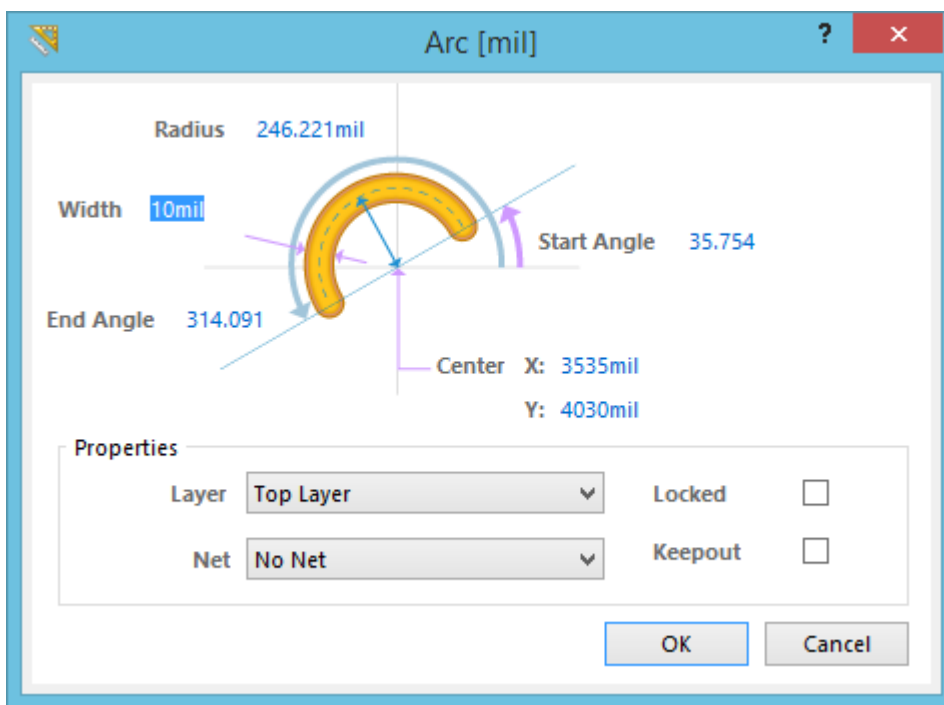 Arc [mil]
?
Radius 246.221mil
Width 10mil
Start Angle 35.754
End Angle 314.091
Center X: 3535mil
Y: 4030mil
Properties
Layer Top Layer Locked
Net No Net Keepout
OK Cancel